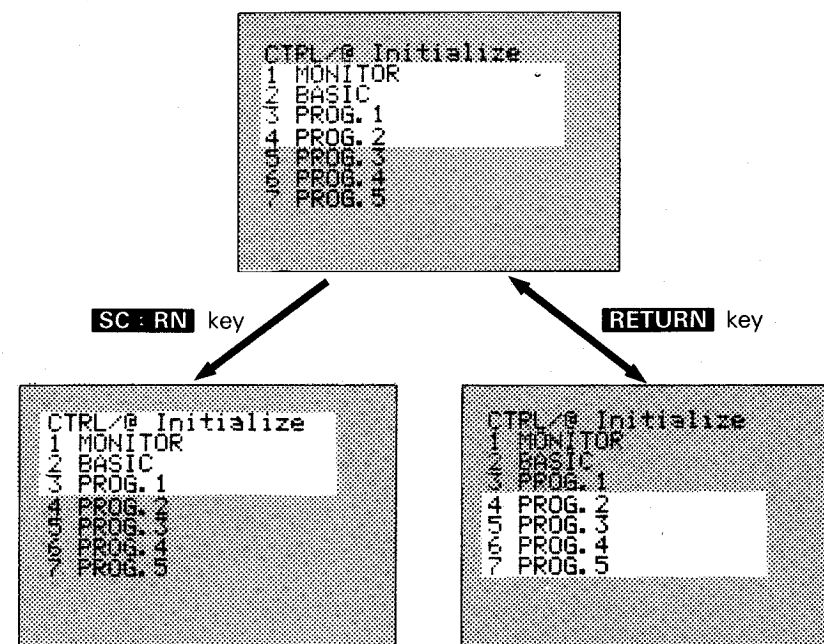 CTRL/@ Initialize
1 MONITOR
2 BASIC
3 PROG.1
4 PROG.2
5 PROG.3
6 PROG.4
7 PROG.5
SC:RN key
RETURN key
CTRL/@ Initialize
1 MONITOR
2 BASIC
3 PROG.1
4 PROG.2
5 PROG.3
6 PROG.4
7 PROG.5
CTRL/@ Initialize
1 MONITOR
2 BASIC
3 PROG.1
4 PROG.2
5 PROG.3
6 PROG.4
7 PROG.5